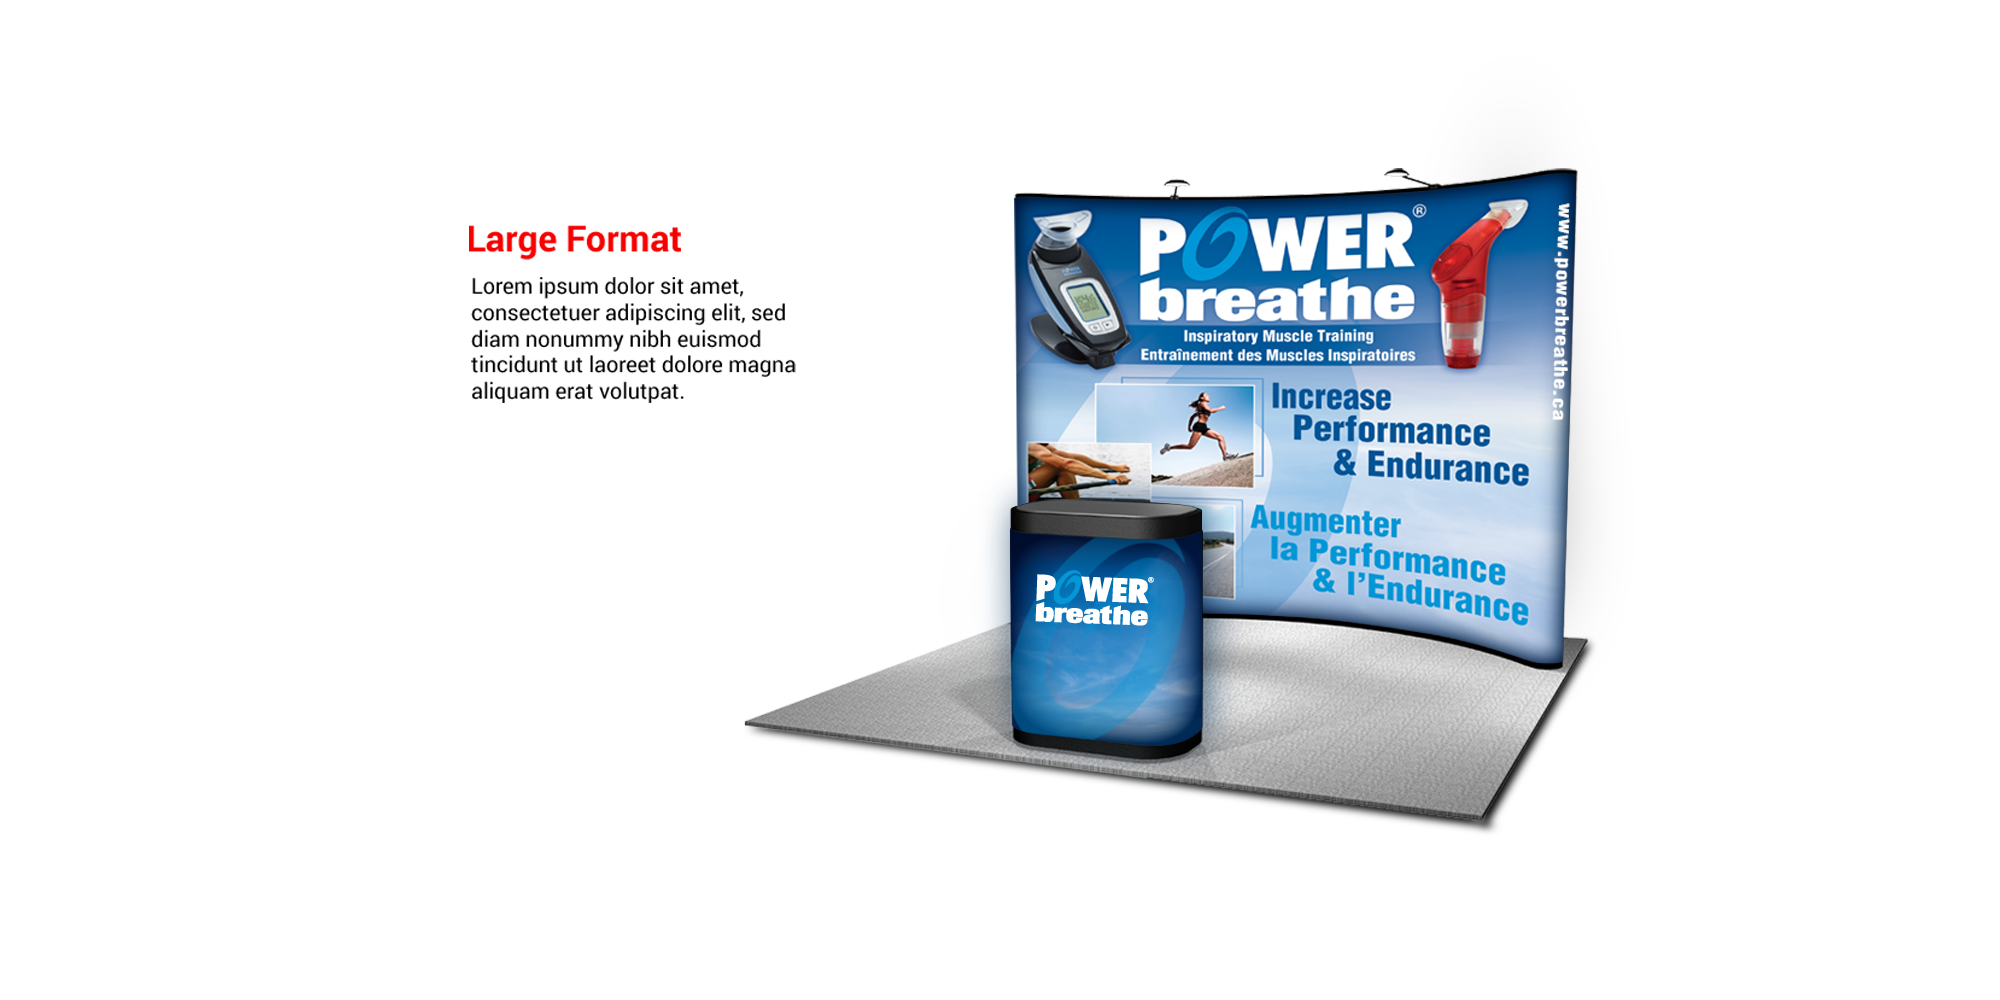 Large Format
Lorem ipsum dolor sit amet,
consectetuer adipiscing elit, sed
diam nonummy nibh euismod
tincidunt ut laoreet dolore magna
aliquam erat volutpat.
POWER®
breathe
Inspiratory Muscle Training
Entraînement des Muscles Inspiratoires
www.powerbreathe.ca
Increase
Performance
& Endurance
Augmenter
la Performance
& l'Endurance
POWER®
breathe